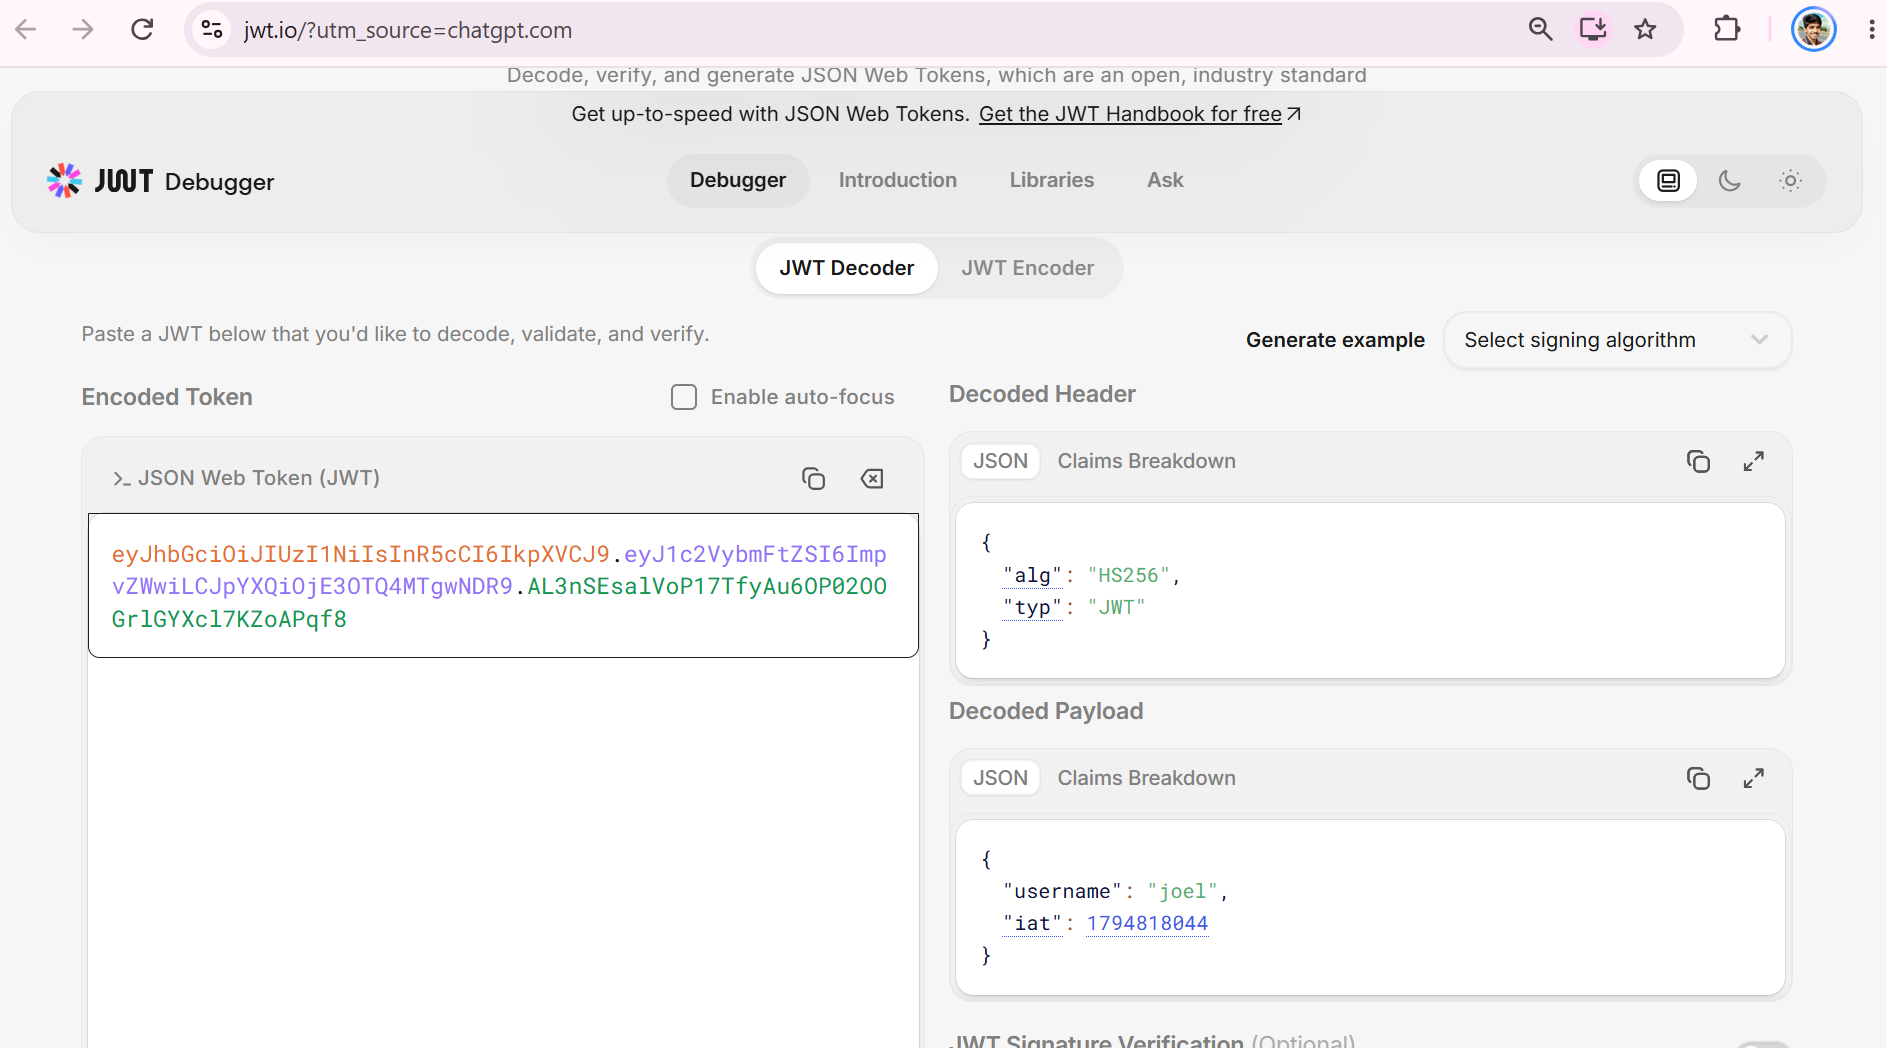 jwt.io/?utm_source=chatgpt.com
Decode, verify, and generate JSON Web Tokens, which are an open, industry standard
Get up-to-speed with JSON Web Tokens. Get the JWT Handbook for free
JWT Debugger
Debugger
Introduction
Libraries
Ask
JWT Decoder
JWT Encoder
Paste a JWT below that you'd like to decode, validate, and verify.
Generate example
Select signing algorithm
Encoded Token
Enable auto-focus
JSON Web Token (JWT)
eyJhbGciOiJIUzI1NiIsInR5cCI6IkpXVCJ9.eyJ1c2VybmFtZSI6Imp
vZWwiLCJpYXQiOjE3OTQ4MTgwNDR9.AL3nSEsalVoP17TfyAu6OP02OO
GrlGYXcl7KZoAPqf8
Decoded Header
JSON
Claims Breakdown
{
"alg": "HS256",
"typ": "JWT"
}
Decoded Payload
JSON
Claims Breakdown
{
"username": "joel",
"iat": 1794818044
}
JWT Signature Verification (Optional)